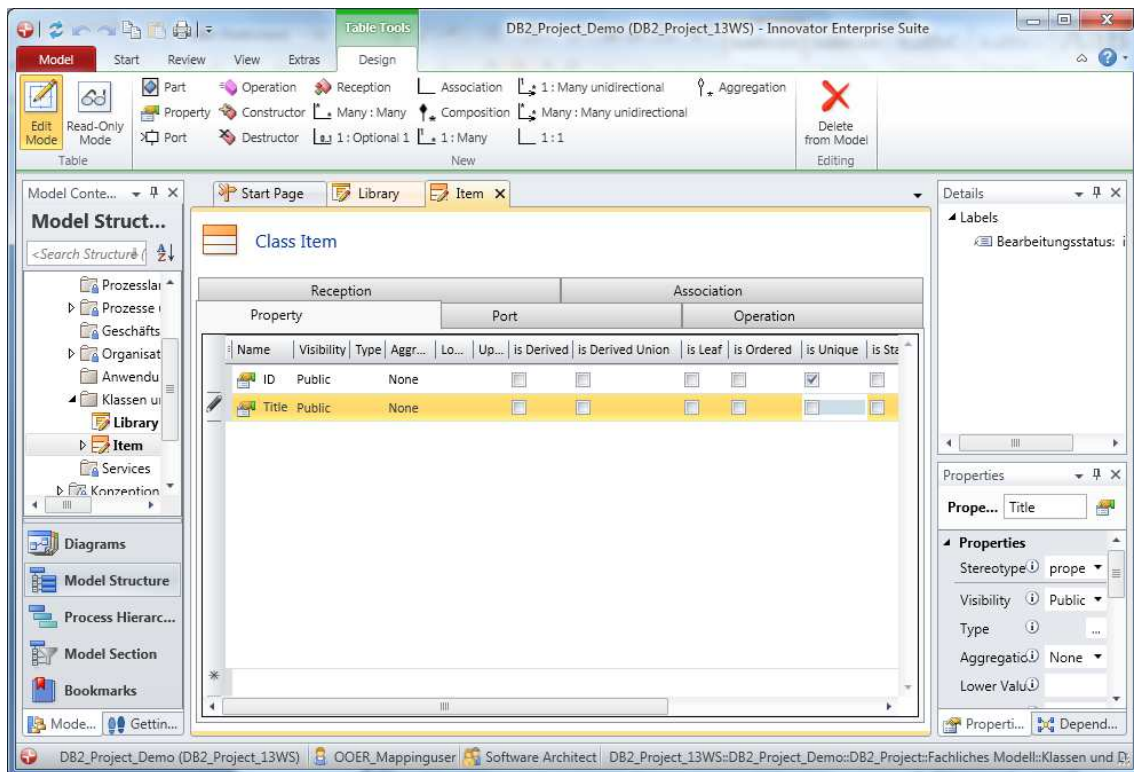 Table Tools
DB2_Project_Demo (DB2_Project_13WS) - Innovator Enterprise Suite
Model Start Review View Extras Design
Part Operation Reception Association 1 : Many unidirectional Aggregation
Property Constructor Many : Many Composition Many : Many unidirectional
Port Destructor 1 : Optional 1 1 : Many 1 : 1
Edit Mode
Read-Only Mode
Delete from Model
Table New Editing
Model Conte...
Model Struct...
<Search Structure (
Prozesslan
Prozesse
Geschäfts
Organisat
Anwendu
Klassen u
Library
Item
Services
Konzeption
Diagrams
Model Structure
Process Hierarc...
Model Section
Bookmarks
Mode... Gettin...
Start Page Library Item
Class Item
Reception Association
Property Port Operation
Name Visibility Type Aggr... Lo... Up... is Derived is Derived Union is Leaf is Ordered is Unique is Sta
ID Public None
Title Public None
Details
Labels
Bearbeitungsstatus: i
Properties
Prope... Title
Properties
Stereotype prope
Visibility Public
Type ...
Aggregatio None
Lower Valu
Properti... Depend...
DB2_Project_Demo (DB2_Project_13WS) OOER_Mappinguser Software Architect DB2_Project_13WS::DB2_Project_Demo::DB2_Project::Fachliches Modell::Klassen und D